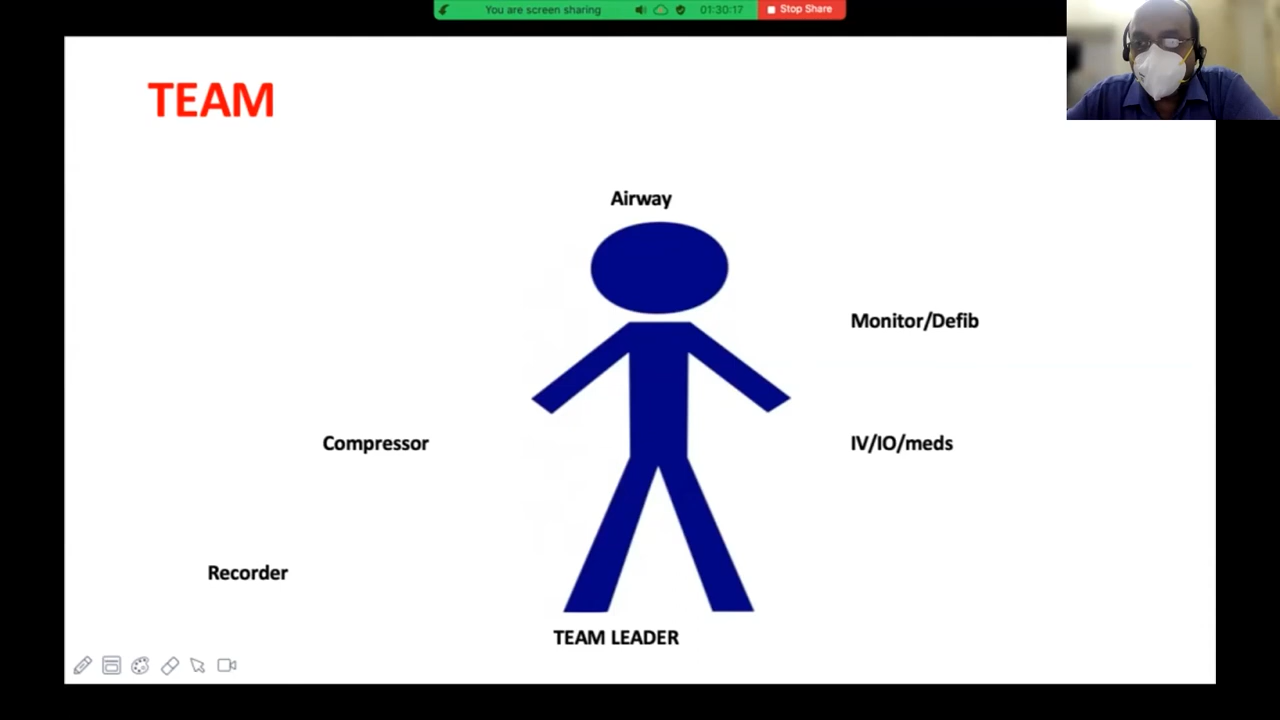 You are screen sharing
01:30:17
Stop Share
TEAM
Airway
Monitor/Defib
Compressor
IV/IO/meds
Recorder
TEAM LEADER